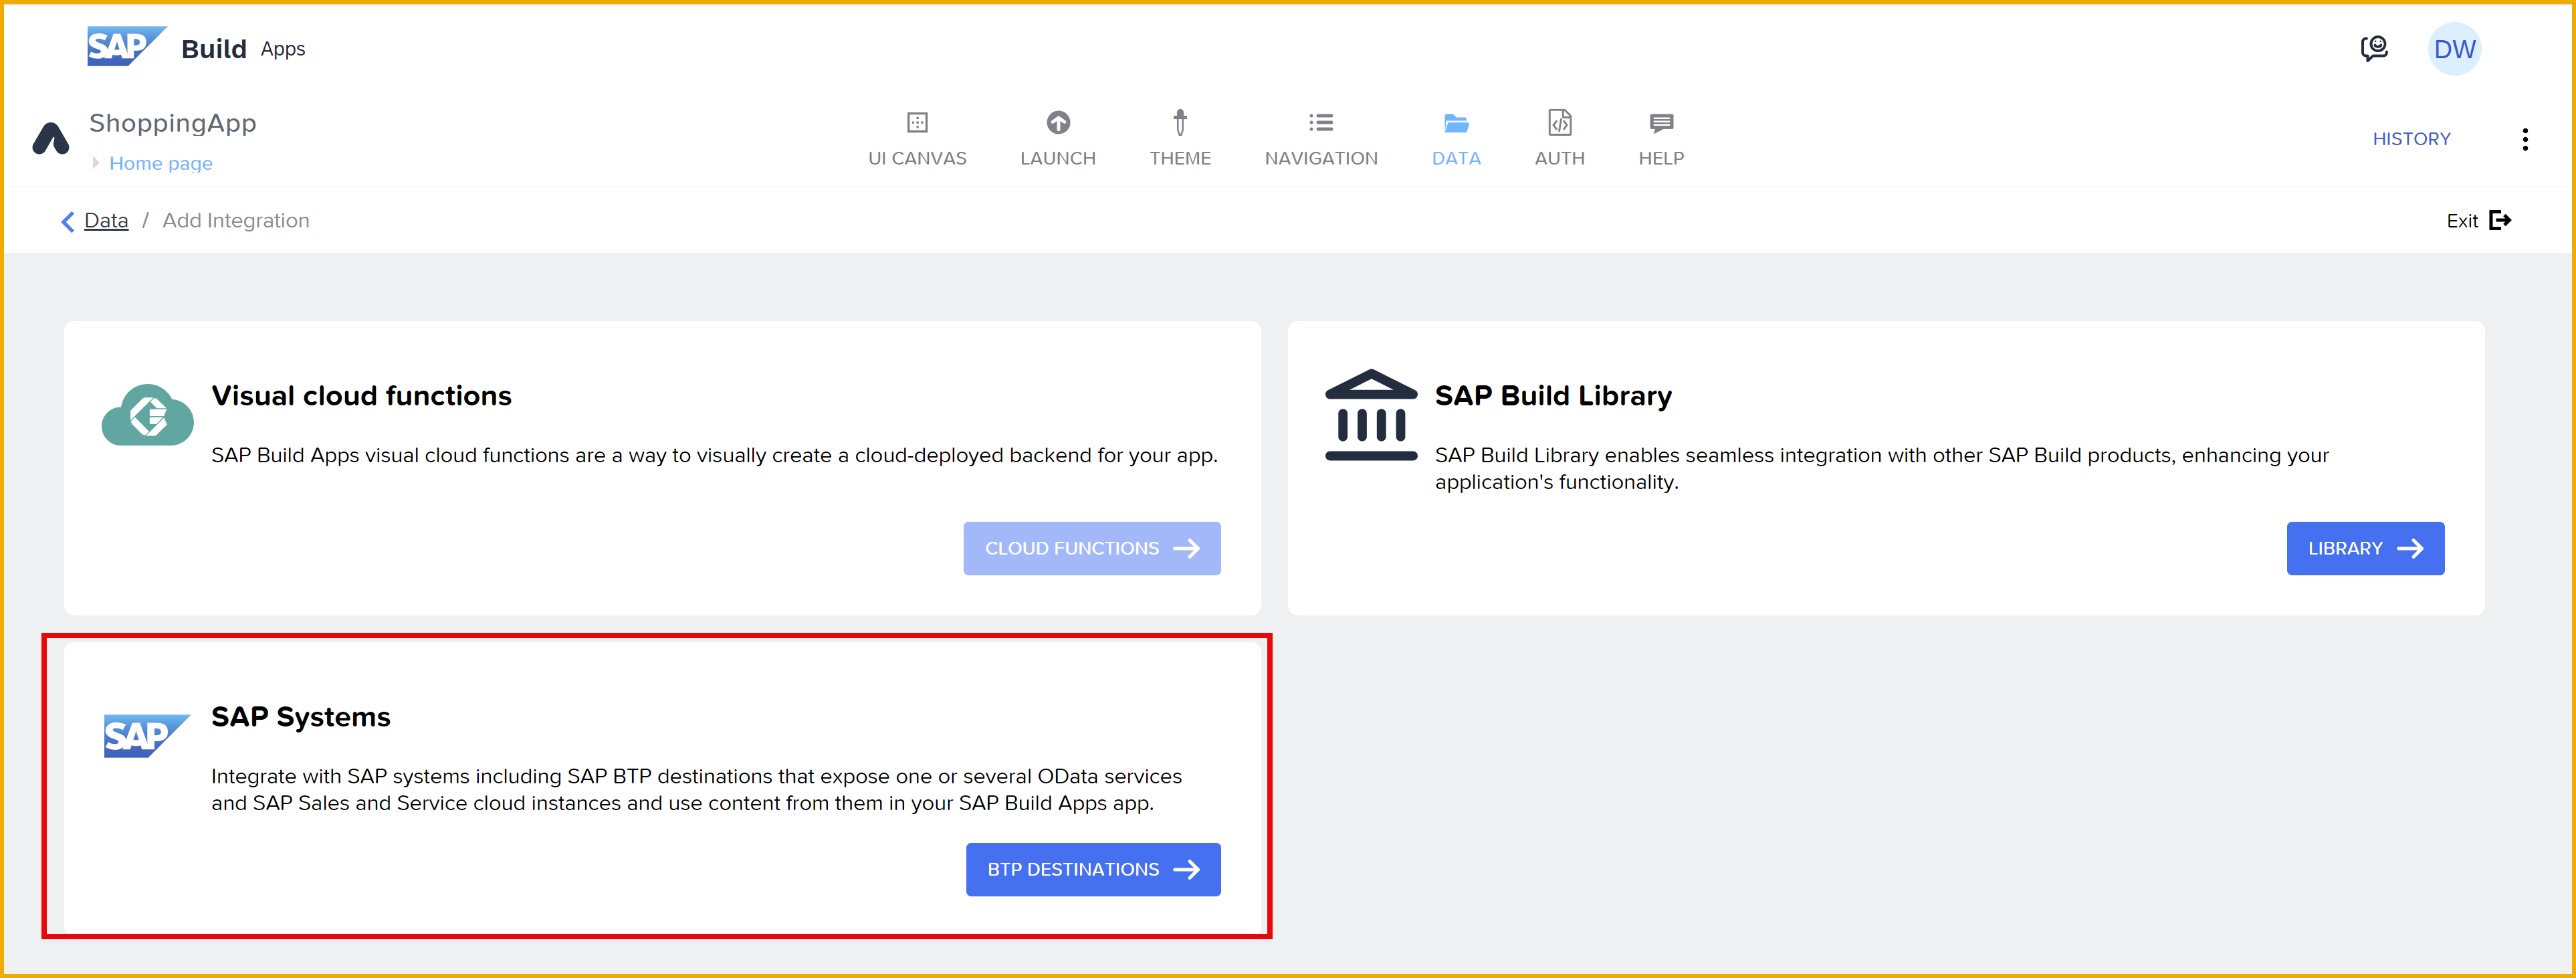 SAP Build Apps
DW
ShoppingApp
Home page
UI CANVAS
LAUNCH
THEME
NAVIGATION
DATA
AUTH
HELP
HISTORY
Data / Add Integration
Exit
Visual cloud functions
SAP Build Apps visual cloud functions are a way to visually create a cloud-deployed backend for your app.
CLOUD FUNCTIONS
SAP Build Library
SAP Build Library enables seamless integration with other SAP Build products, enhancing your
application's functionality.
LIBRARY
SAP
SAP Systems
Integrate with SAP systems including SAP BTP destinations that expose one or several OData services
and SAP Sales and Service cloud instances and use content from them in your SAP Build Apps app.
BTP DESTINATIONS